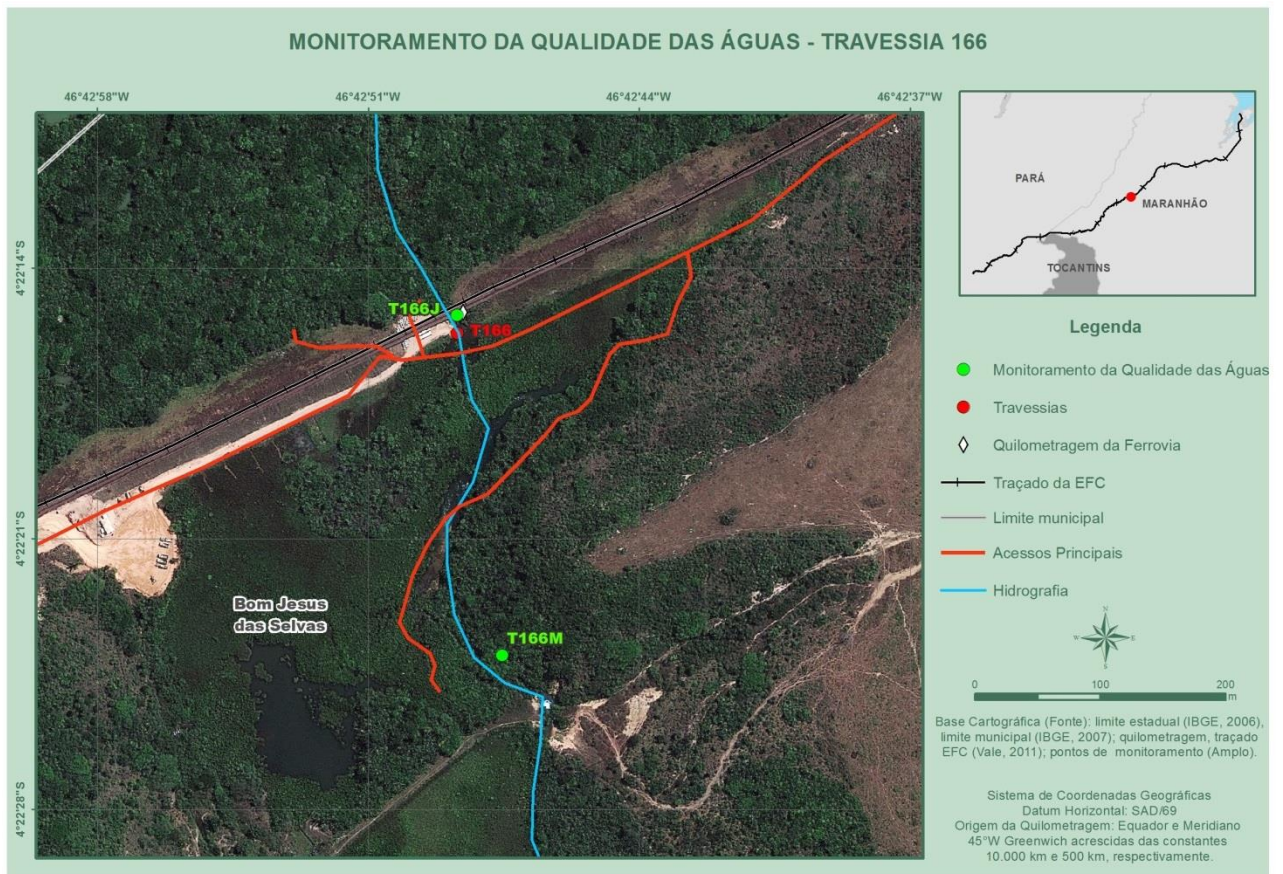 MONITORAMENTO DA QUALIDADE DAS ÁGUAS - TRAVESSIA 166
46°42'58"W
46°42'51"W
46°42'44"W
46°42'37"W
4°22'14"S
4°22'21"S
4°22'28"S
T166J
T166
Bom Jesus
das Selvas
T166M
PARÁ
MARANHÃO
TOCANTINS
Legenda
Monitoramento da Qualidade das Águas
Travessias
Quilometragem da Ferrovia
Traçado da EFC
Limite municipal
Acessos Principais
Hidrografia
N
W E
S
0 100 200
m
Base Cartográfica (Fonte): limite estadual (IBGE, 2006),
limite municipal (IBGE, 2007); quilometragem, traçado
EFC (Vale, 2011); pontos de monitoramento (Amplo).
Sistema de Coordenadas Geográficas
Datum Horizontal: SAD/69
Origem da Quilometragem: Equador e Meridiano
45°W Greenwich acrescidas das constantes
10.000 km e 500 km, respectivamente.